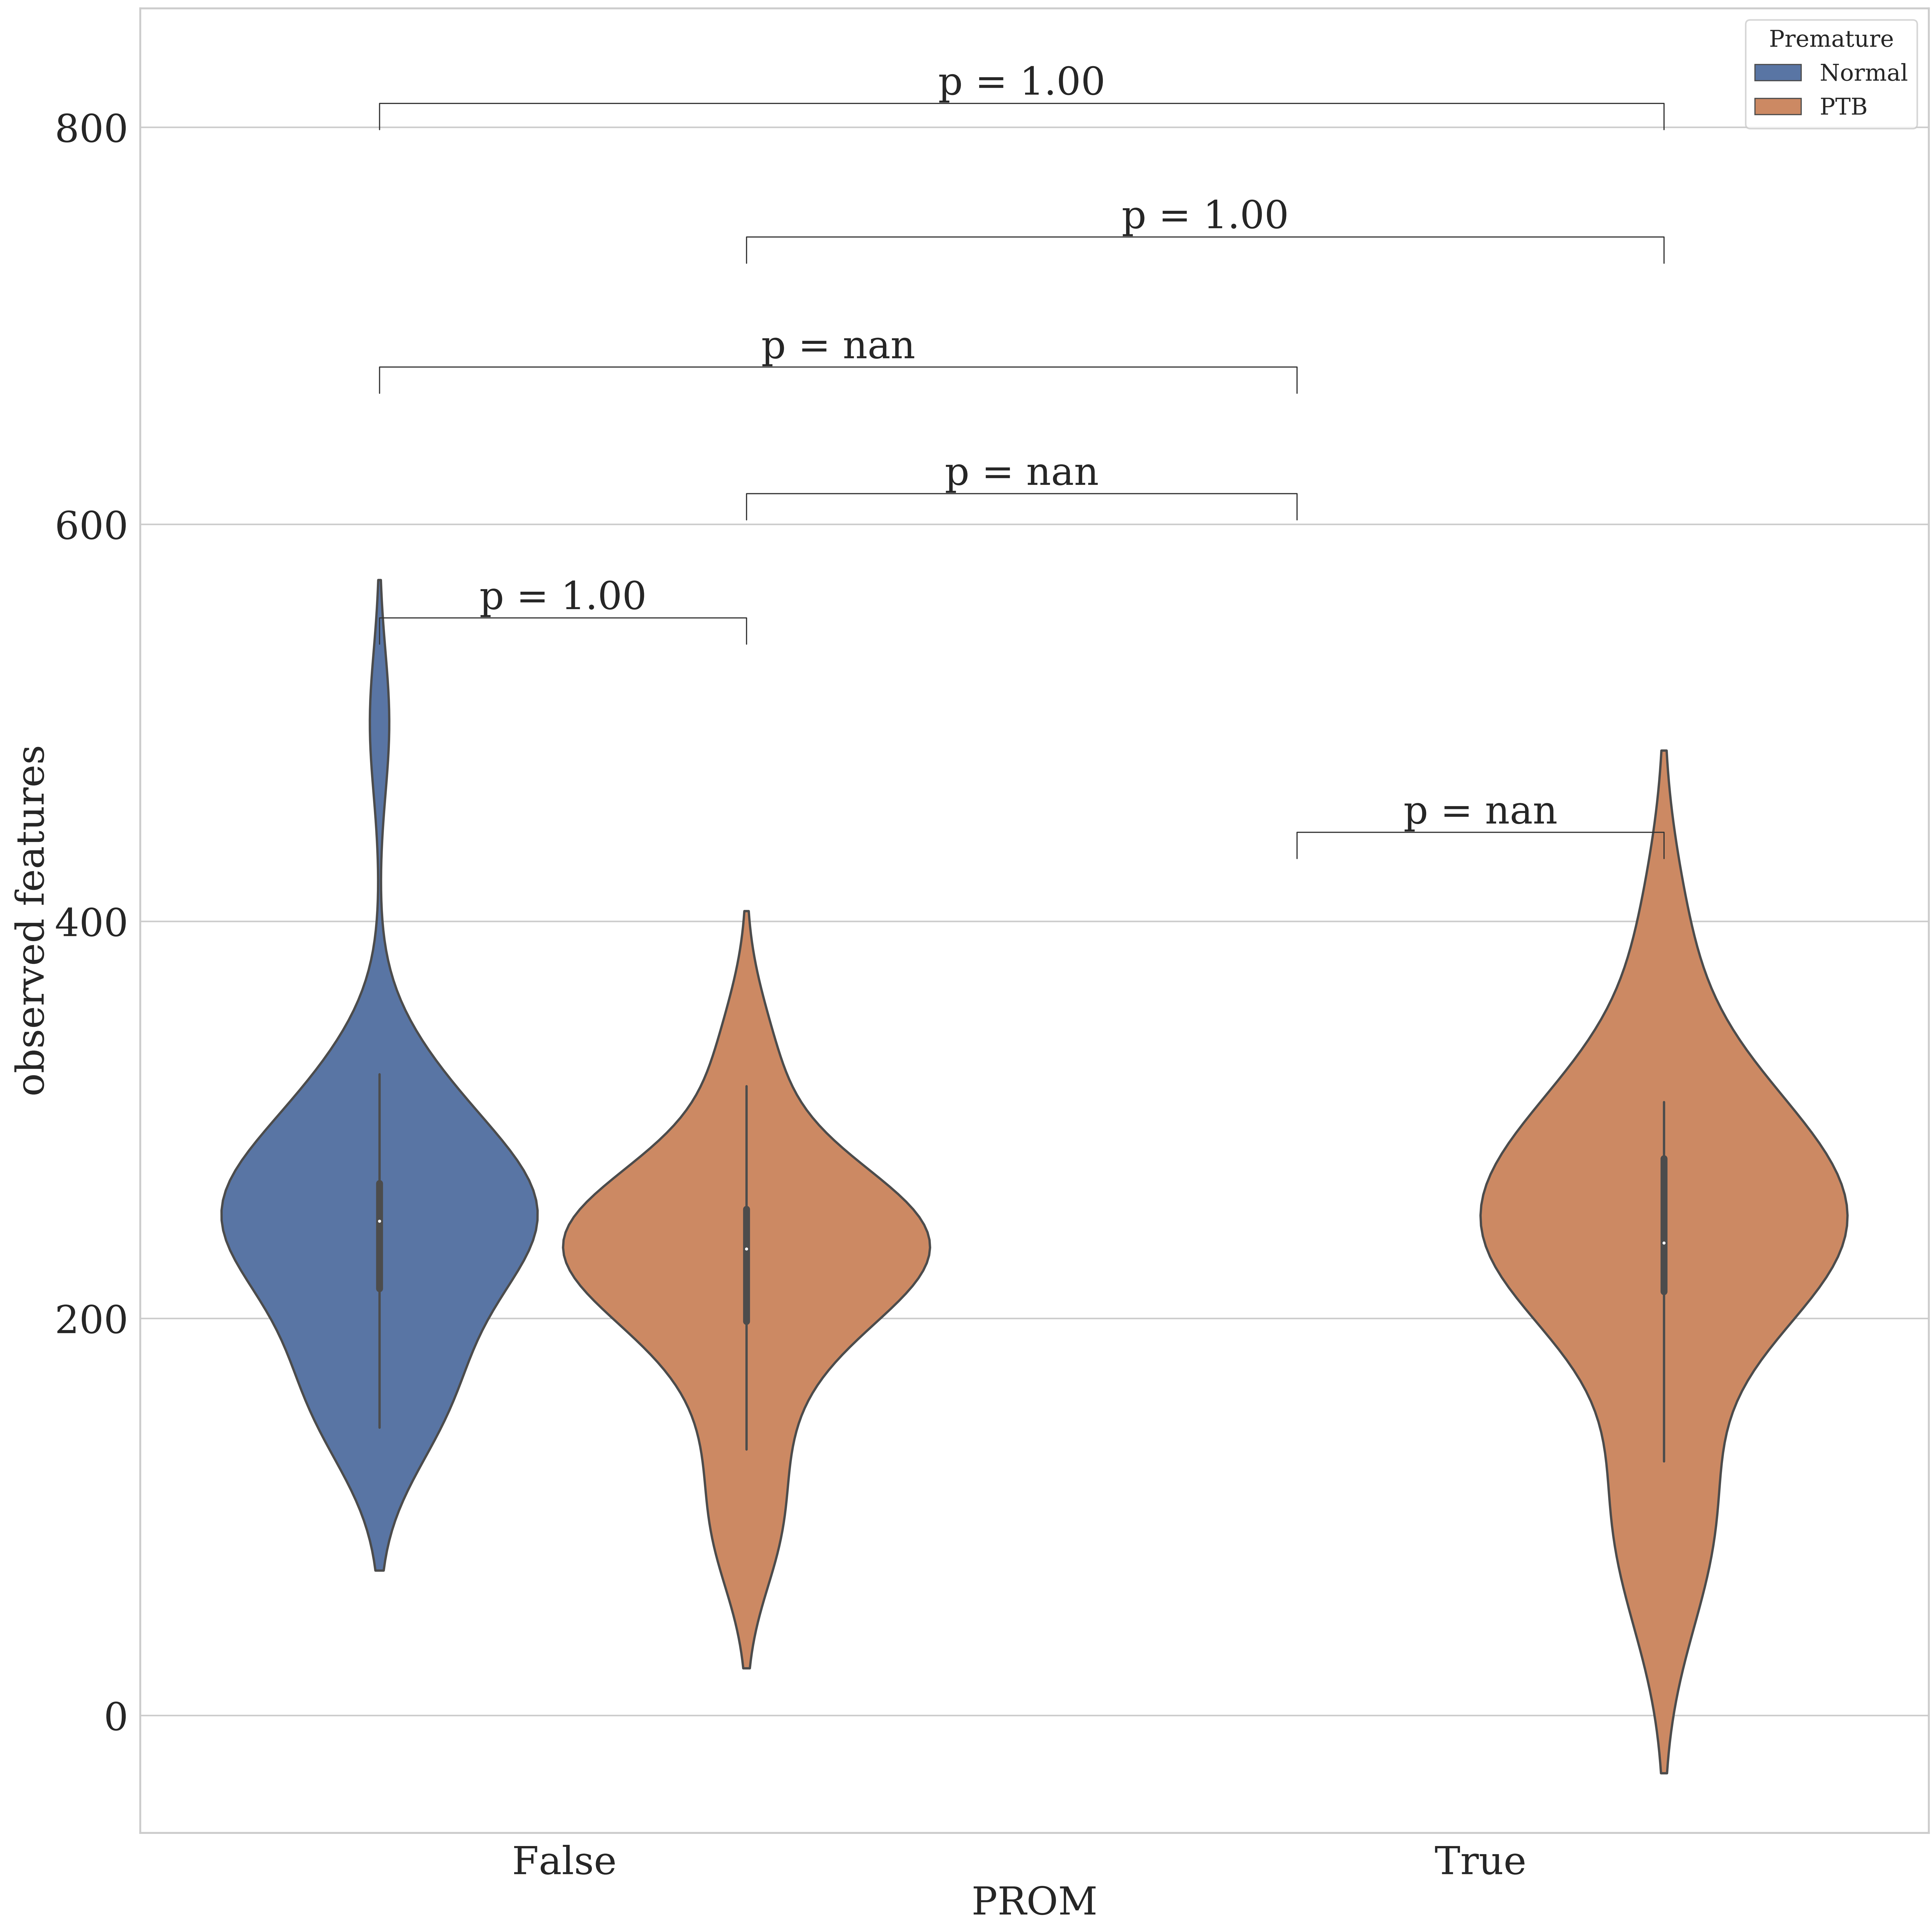 Premature
Normal
PTB
p = 1.00
800
p = 1.00
p = nan
p = nan
600
p = 1.00
p = nan
observed features
400
200
0
False
True
PROM